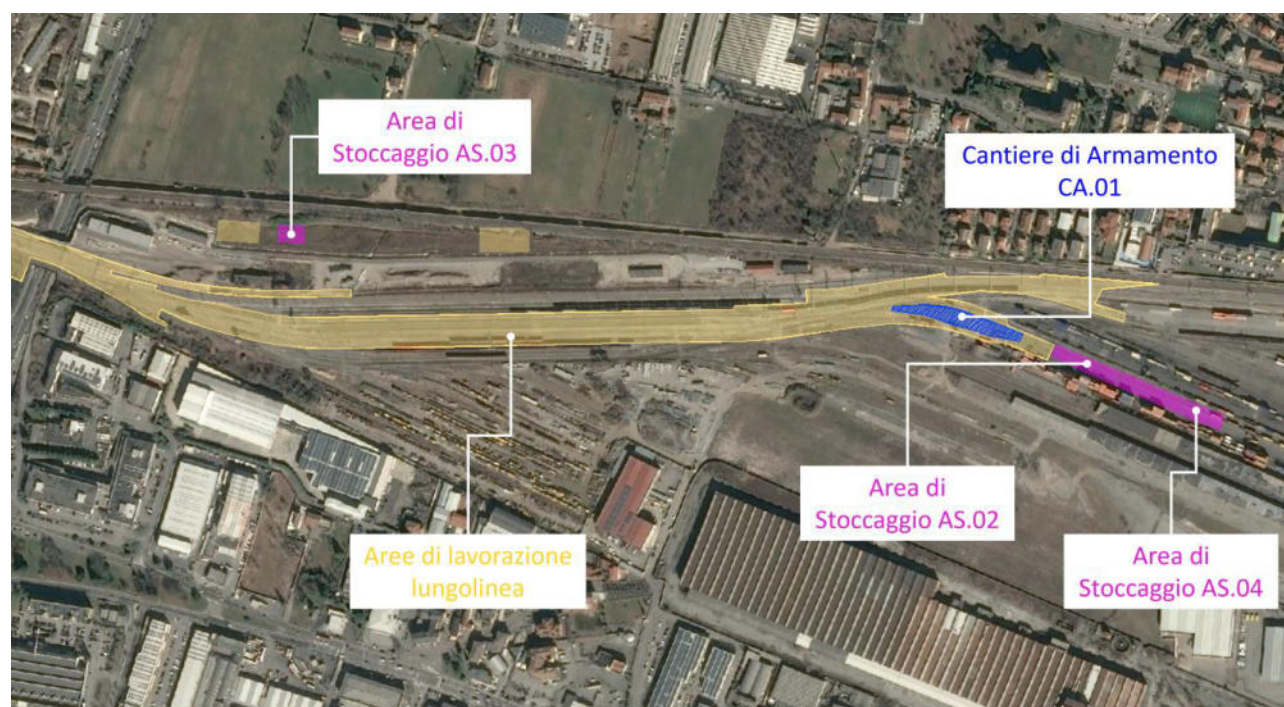 Area di
Stoccaggio AS.03
Cantiere di Armamento
CA.01
Area di
Stoccaggio AS.02
Aree di lavorazione
lungolinea
Area di
Stoccaggio AS.04